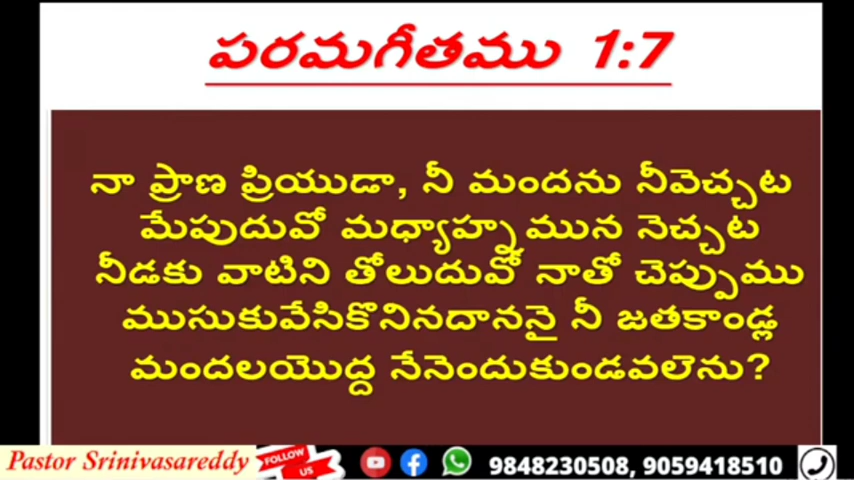 పరమగీతము 1:7
నా ప్రాణ ప్రియుడా, నీ మందను నీవెచ్చట
మేపుదువో మధ్యాహ్నమున నెచ్చట
నీడకు వాటిని తోలుదువో నాతో చెప్పుము
ముసుకువేసికొనినదాననై నీ జతకాండ్ల
మందలయొద్ద నేనెందుకుండవలెను?
Pastor Srinivasareddy FOLLOW US 9848230508, 9059418510